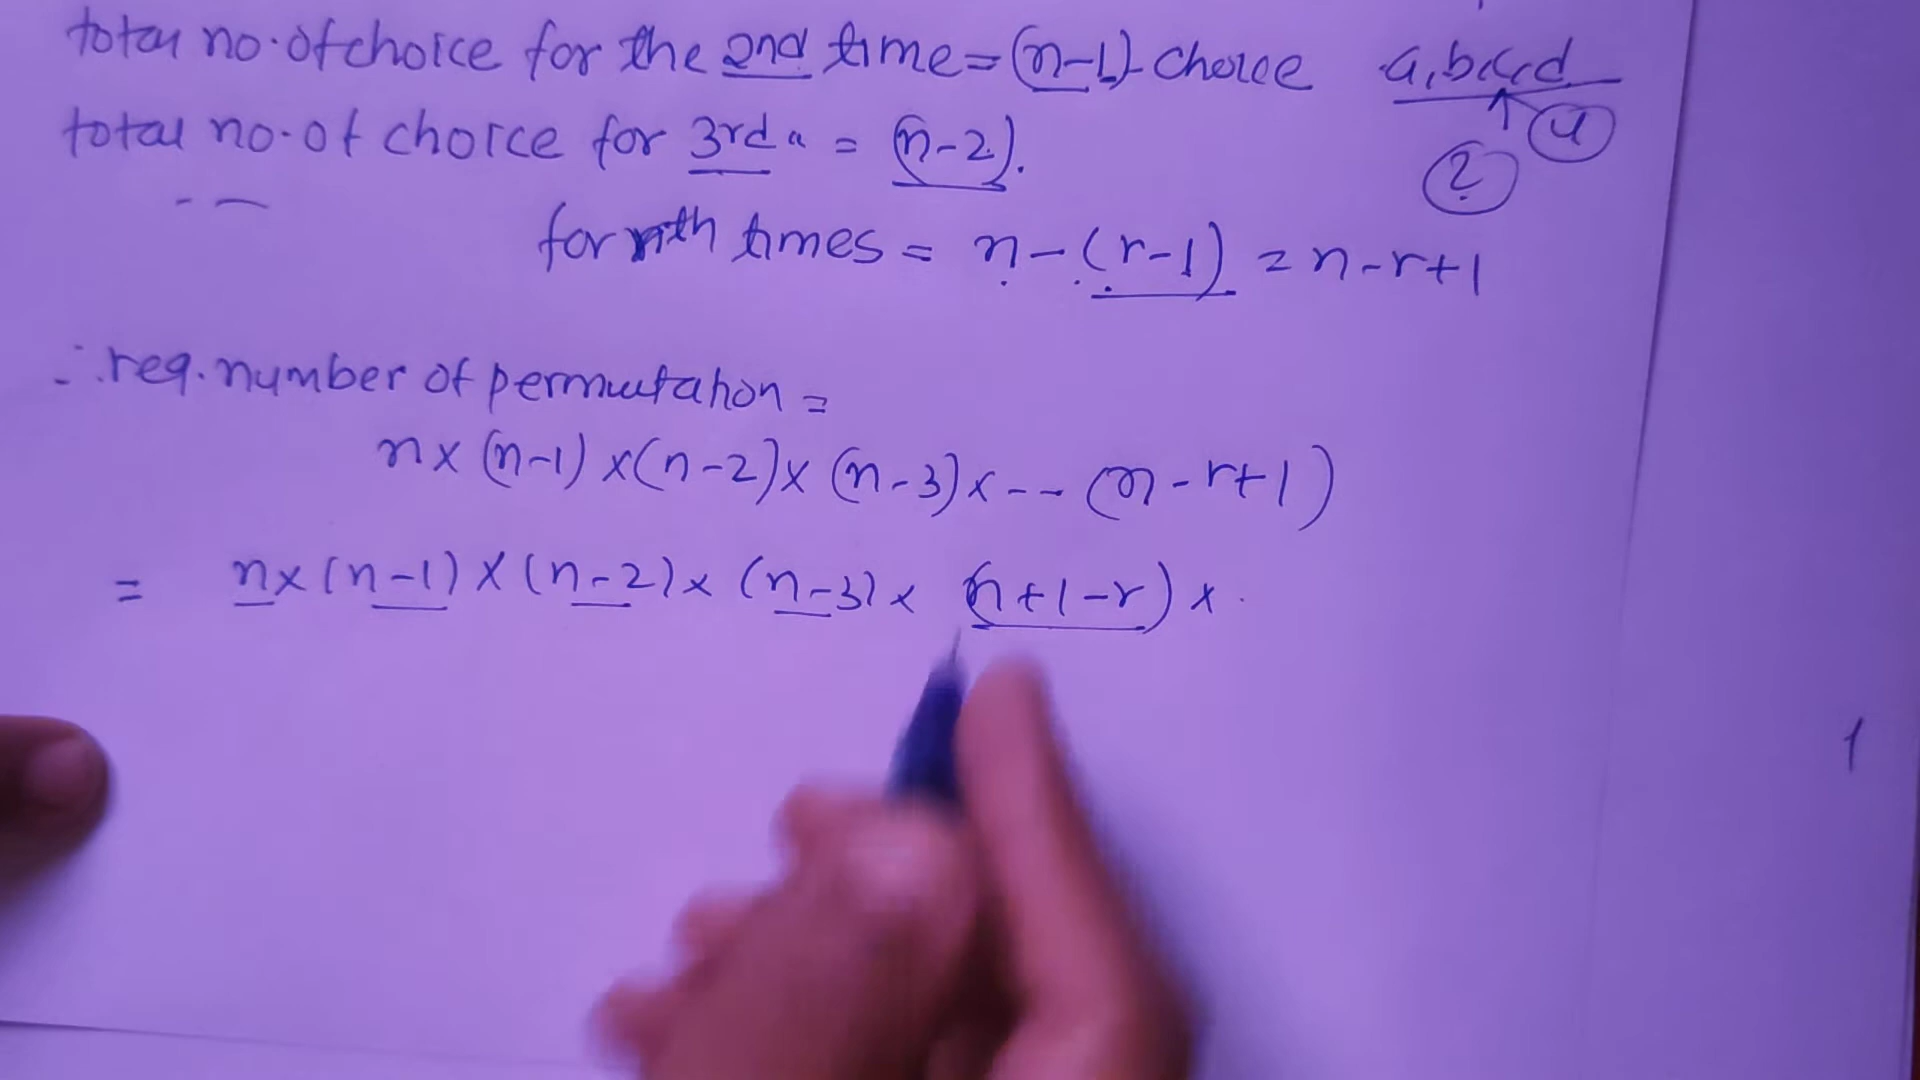 total no. of choice for the 2nd time = (n-1) choice a, b, c, d
total no. of choice for 3rd " = (n-2). 4
2
for rth times = n-(r-1) = n-r+1
∴ req. number of permutation =
n × (n-1) × (n-2) × (n-3) × -- (n-r+1)
= n × (n-1) × (n-2) × (n-3) × (n+1-r) ×